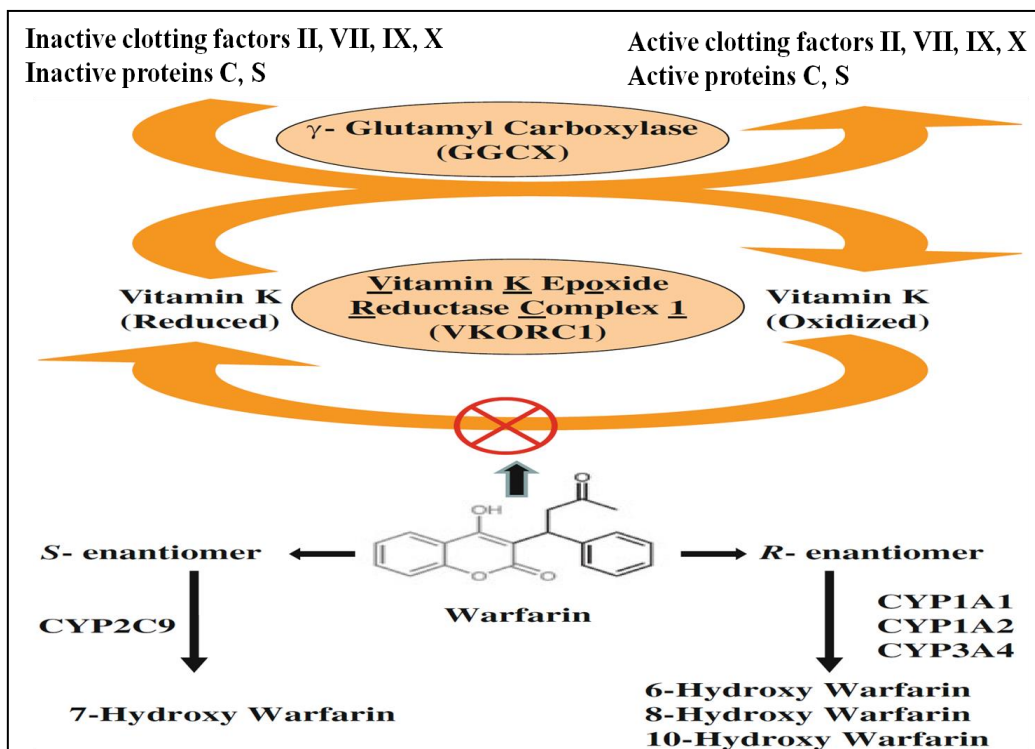 Inactive clotting factors II, VII, IX, X
Inactive proteins C, S
Active clotting factors II, VII, IX, X
Active proteins C, S
γ- Glutamyl Carboxylase
(GGCX)
Vitamin K
(Reduced)
Vitamin K Epoxide
Reductase Complex 1
(VKORC1)
Vitamin K
(Oxidized)
OH
O
O
O
S- enantiomer
Warfarin
R- enantiomer
CYP2C9
CYP1A1
CYP1A2
CYP3A4
7-Hydroxy Warfarin
6-Hydroxy Warfarin
8-Hydroxy Warfarin
10-Hydroxy Warfarin